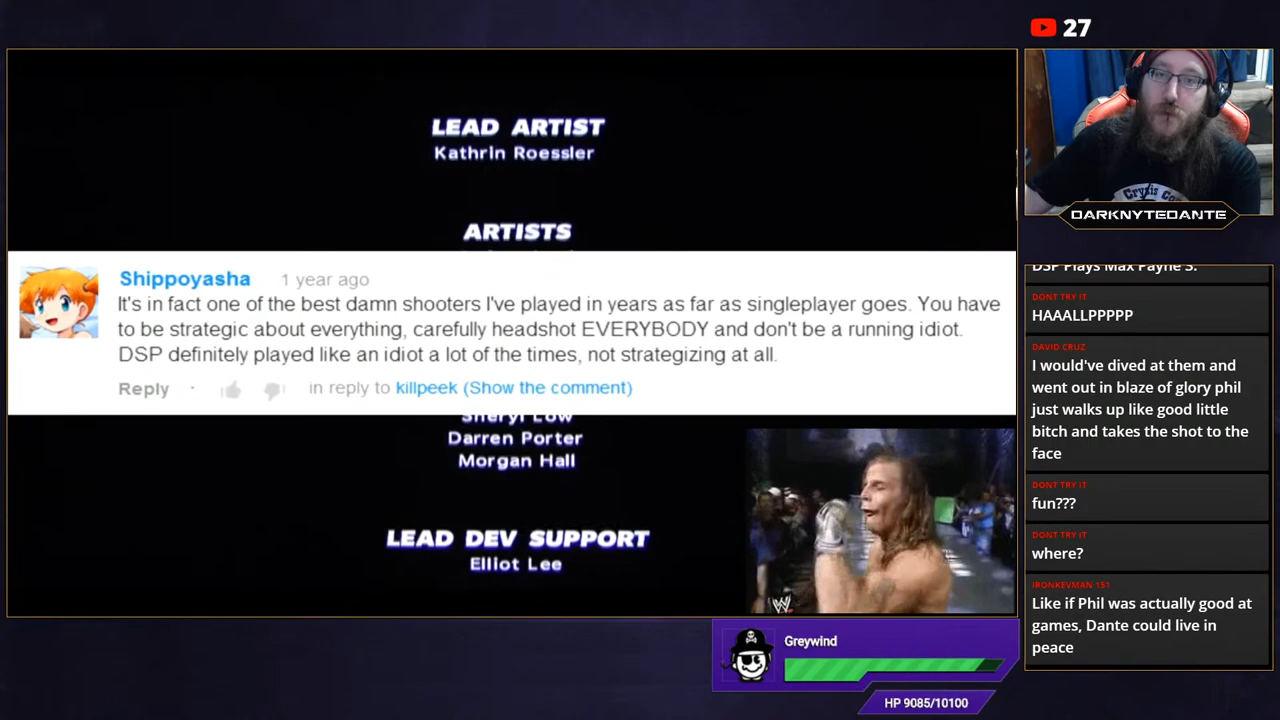 27
LEAD ARTIST
Kathrin Roessler
ARTISTS
Shippoyasha 1 year ago
It's in fact one of the best damn shooters I've played in years as far as singleplayer goes. You have
to be strategic about everything, carefully headshot EVERYBODY and don't be a running idiot.
DSP definitely played like an idiot a lot of the times, not strategizing at all.
Reply · in reply to killpeek (Show the comment)
Sheryl Low
Darren Porter
Morgan Hall
LEAD DEV SUPPORT
Elliot Lee
W
Greywind
HP 9085/10100
Crysis
DARKNYTEDANTE
DSP Plays Max Payne 3.
DONT TRY IT
HAAALLPPPPP
DAVID CRUZ
I would've dived at them and
went out in blaze of glory phil
just walks up like good little
bitch and takes the shot to the
face
DONT TRY IT
fun???
DONT TRY IT
where?
IRONKEVMAN 151
Like if Phil was actually good at
games, Dante could live in
peace